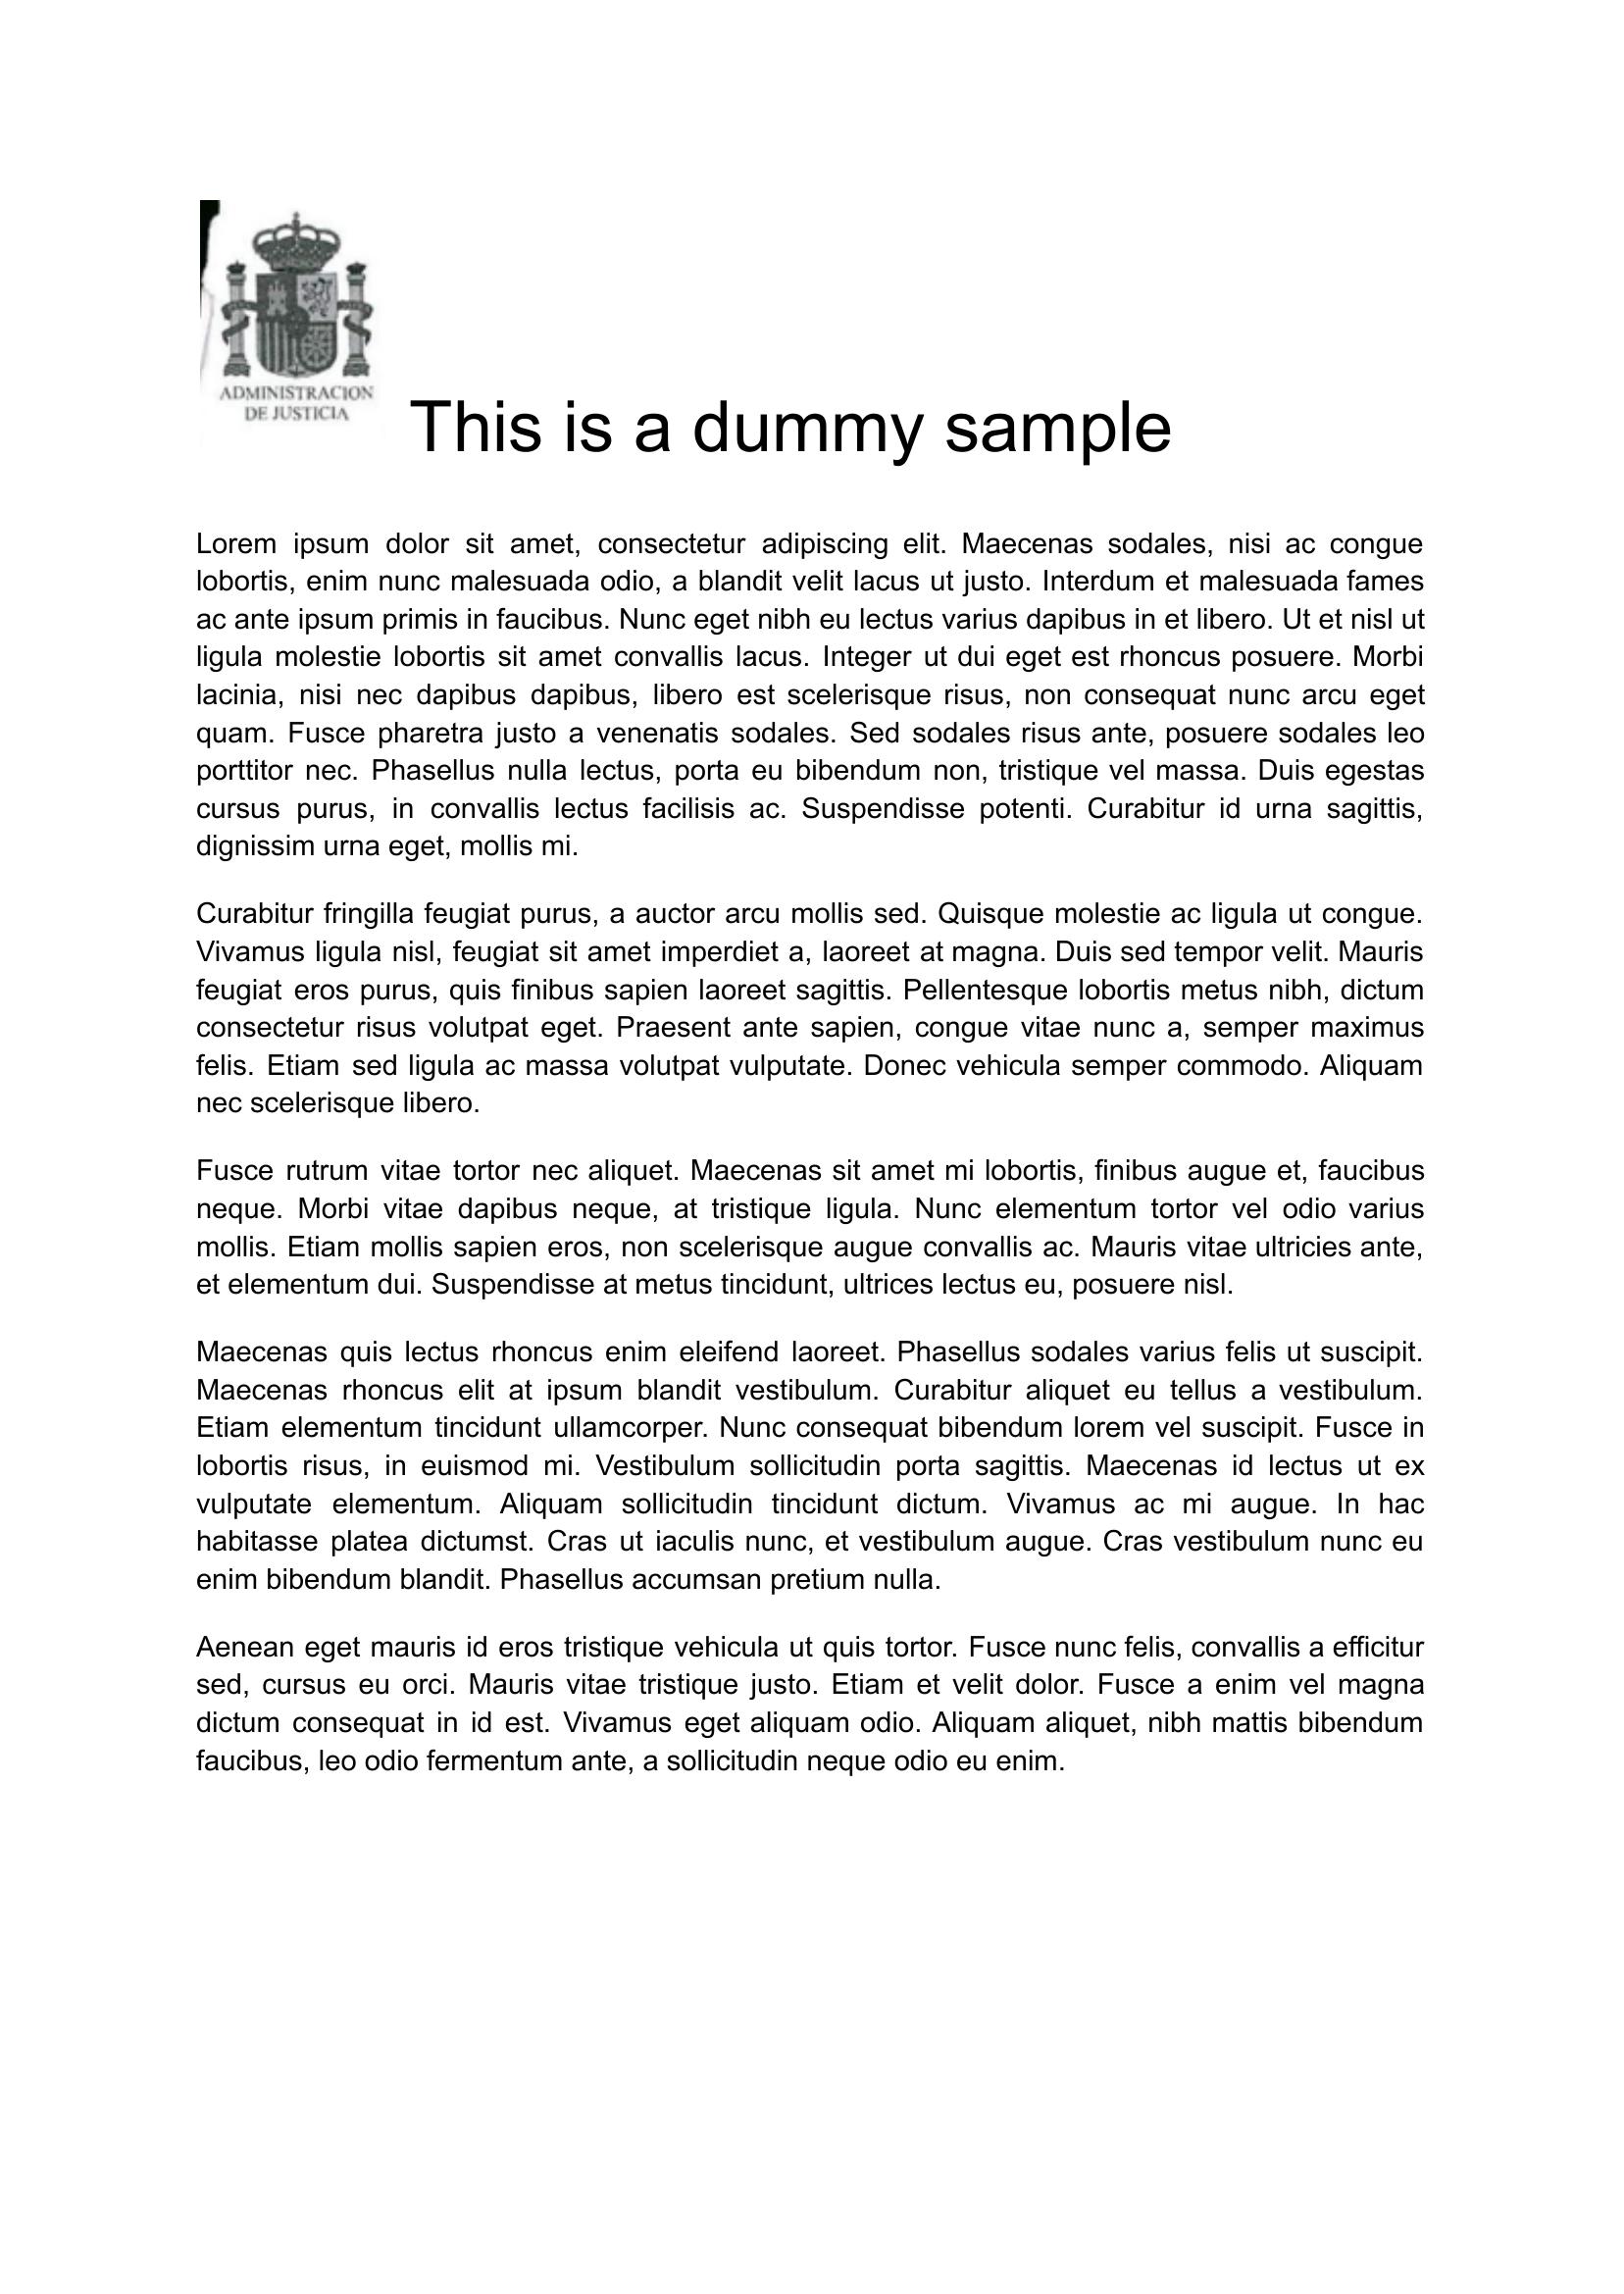 ADMINISTRACION
DE JUSTICIA
This is a dummy sample
Lorem ipsum dolor sit amet, consectetur adipiscing elit. Maecenas sodales, nisi ac congue
lobortis, enim nunc malesuada odio, a blandit velit lacus ut justo. Interdum et malesuada fames
ac ante ipsum primis in faucibus. Nunc eget nibh eu lectus varius dapibus in et libero. Ut et nisl ut
ligula molestie lobortis sit amet convallis lacus. Integer ut dui eget est rhoncus posuere. Morbi
lacinia, nisi nec dapibus dapibus, libero est scelerisque risus, non consequat nunc arcu eget
quam. Fusce pharetra justo a venenatis sodales. Sed sodales risus ante, posuere sodales leo
porttitor nec. Phasellus nulla lectus, porta eu bibendum non, tristique vel massa. Duis egestas
cursus purus, in convallis lectus facilisis ac. Suspendisse potenti. Curabitur id urna sagittis,
dignissim urna eget, mollis mi.
Curabitur fringilla feugiat purus, a auctor arcu mollis sed. Quisque molestie ac ligula ut congue.
Vivamus ligula nisl, feugiat sit amet imperdiet a, laoreet at magna. Duis sed tempor velit. Mauris
feugiat eros purus, quis finibus sapien laoreet sagittis. Pellentesque lobortis metus nibh, dictum
consectetur risus volutpat eget. Praesent ante sapien, congue vitae nunc a, semper maximus
felis. Etiam sed ligula ac massa volutpat vulputate. Donec vehicula semper commodo. Aliquam
nec scelerisque libero.
Fusce rutrum vitae tortor nec aliquet. Maecenas sit amet mi lobortis, finibus augue et, faucibus
neque. Morbi vitae dapibus neque, at tristique ligula. Nunc elementum tortor vel odio varius
mollis. Etiam mollis sapien eros, non scelerisque augue convallis ac. Mauris vitae ultricies ante,
et elementum dui. Suspendisse at metus tincidunt, ultrices lectus eu, posuere nisl.
Maecenas quis lectus rhoncus enim eleifend laoreet. Phasellus sodales varius felis ut suscipit.
Maecenas rhoncus elit at ipsum blandit vestibulum. Curabitur aliquet eu tellus a vestibulum.
Etiam elementum tincidunt ullamcorper. Nunc consequat bibendum lorem vel suscipit. Fusce in
lobortis risus, in euismod mi. Vestibulum sollicitudin porta sagittis. Maecenas id lectus ut ex
vulputate elementum. Aliquam sollicitudin tincidunt dictum. Vivamus ac mi augue. In hac
habitasse platea dictumst. Cras ut iaculis nunc, et vestibulum augue. Cras vestibulum nunc eu
enim bibendum blandit. Phasellus accumsan pretium nulla.
Aenean eget mauris id eros tristique vehicula ut quis tortor. Fusce nunc felis, convallis a efficitur
sed, cursus eu orci. Mauris vitae tristique justo. Etiam et velit dolor. Fusce a enim vel magna
dictum consequat in id est. Vivamus eget aliquam odio. Aliquam aliquet, nibh mattis bibendum
faucibus, leo odio fermentum ante, a sollicitudin neque odio eu enim.